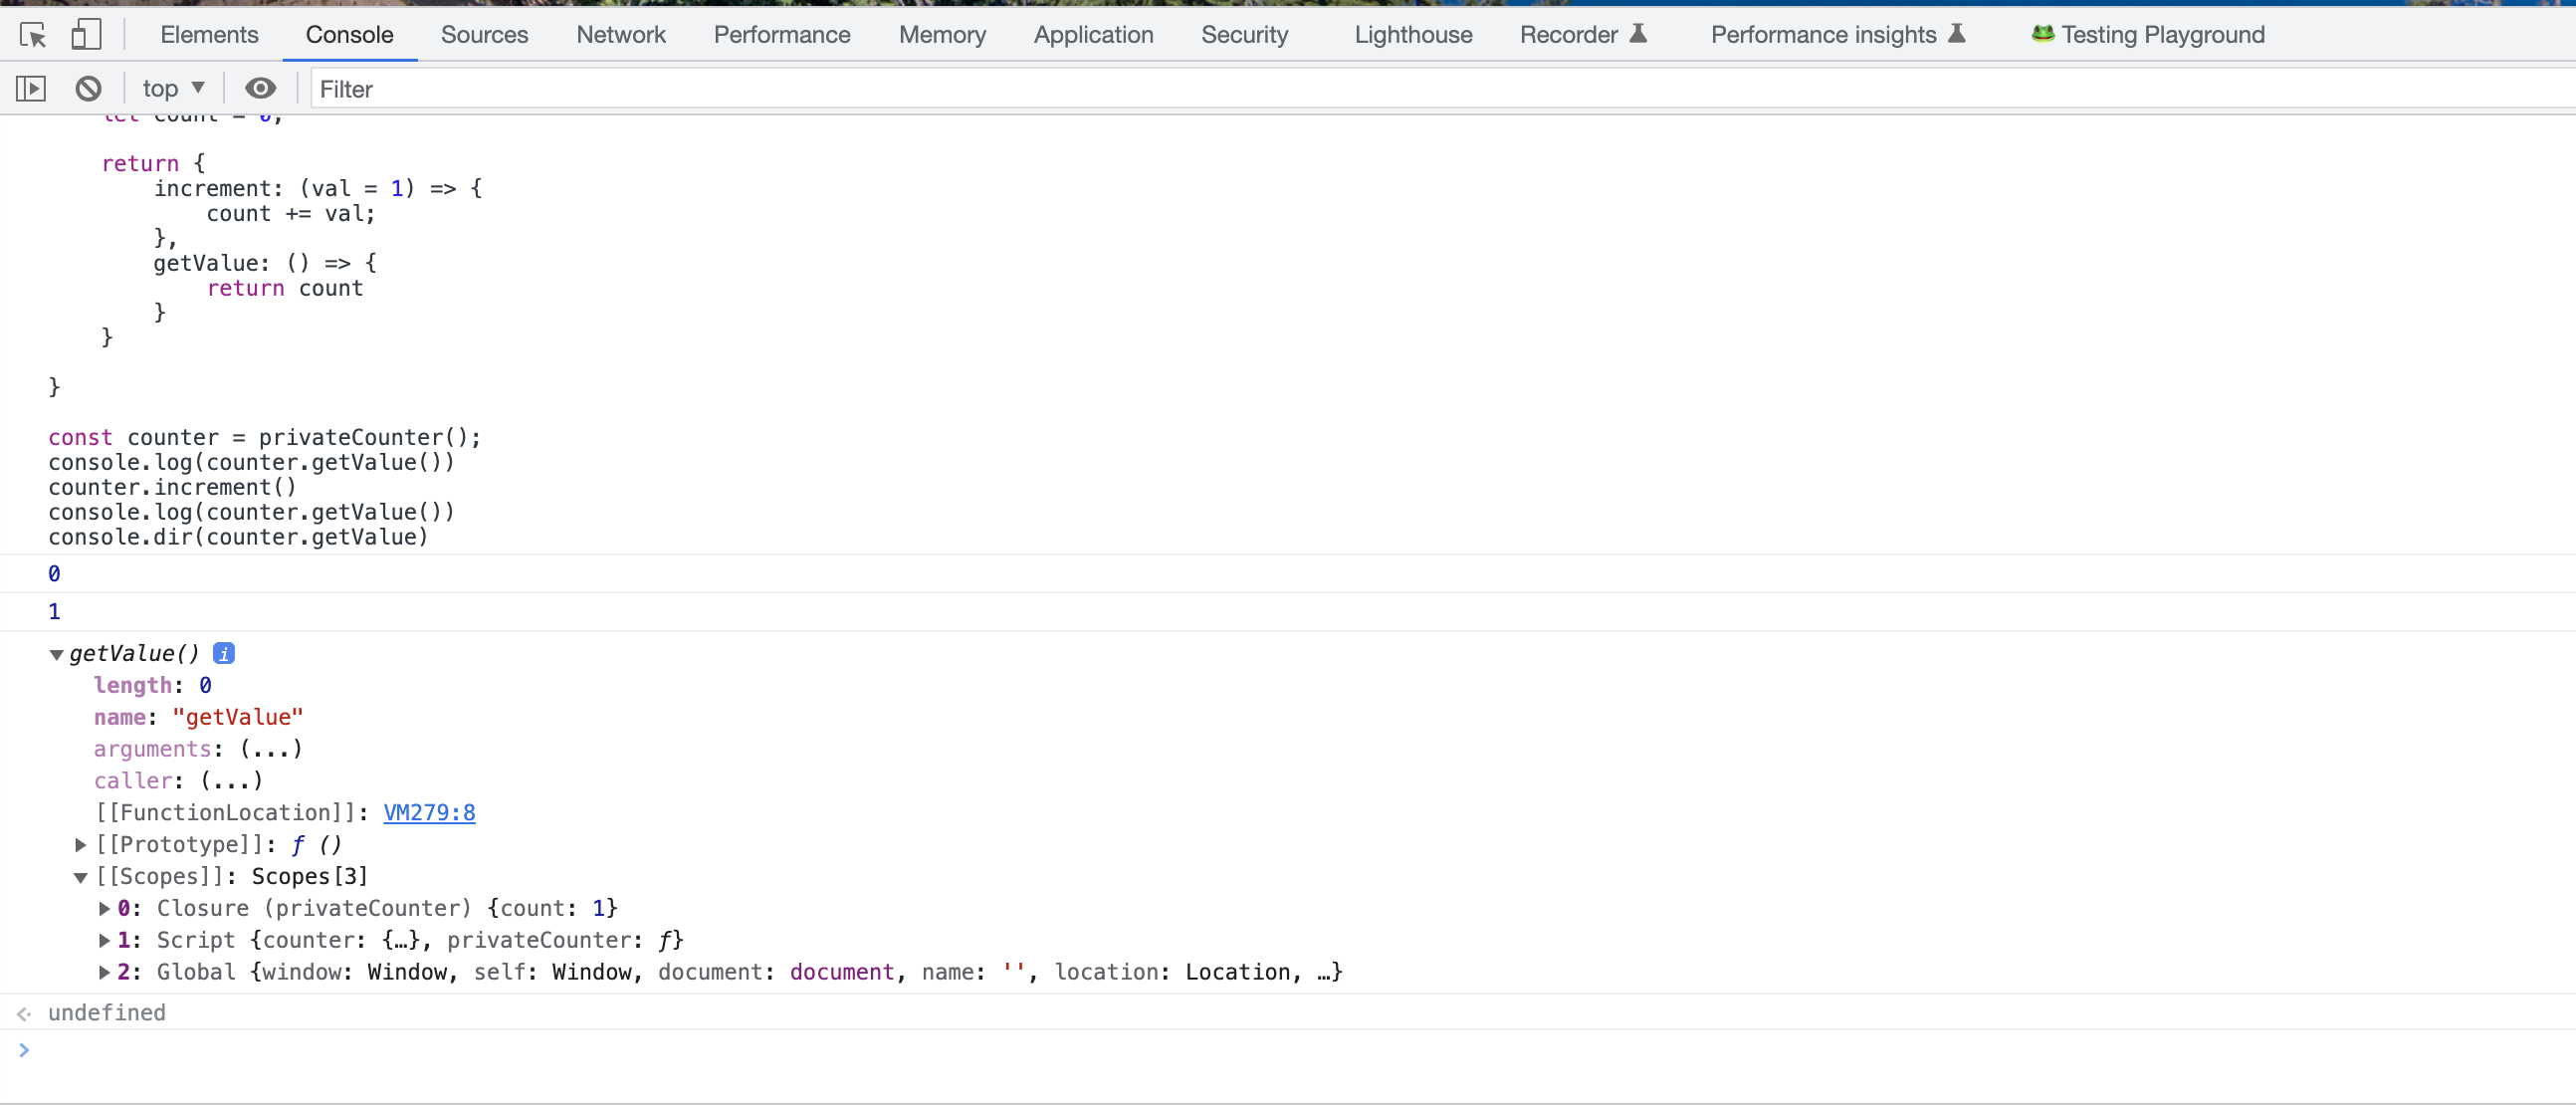 Elements Console Sources Network Performance Memory Application Security Lighthouse Recorder Performance insights Testing Playground
top ▼ Filter
let count = 0;
return {
increment: (val = 1) => {
count += val;
},
getValue: () => {
return count
}
}
}
const counter = privateCounter();
console.log(counter.getValue())
counter.increment()
console.log(counter.getValue())
console.dir(counter.getValue)
0
1
▼ getValue() i
length: 0
name: "getValue"
arguments: (...)
caller: (...)
[[FunctionLocation]]: VM279:8
▶ [[Prototype]]: ƒ ()
▼ [[Scopes]]: Scopes[3]
▶ 0: Closure (privateCounter) {count: 1}
▶ 1: Script {counter: {…}, privateCounter: ƒ}
▶ 2: Global {window: Window, self: Window, document: document, name: '', location: Location, …}
undefined